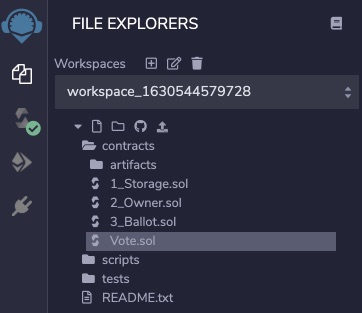 FILE EXPLORERS
Workspaces
workspace_1630544579728
contracts
artifacts
1_Storage.sol
2_Owner.sol
3_Ballot.sol
Vote.sol
scripts
tests
README.txt